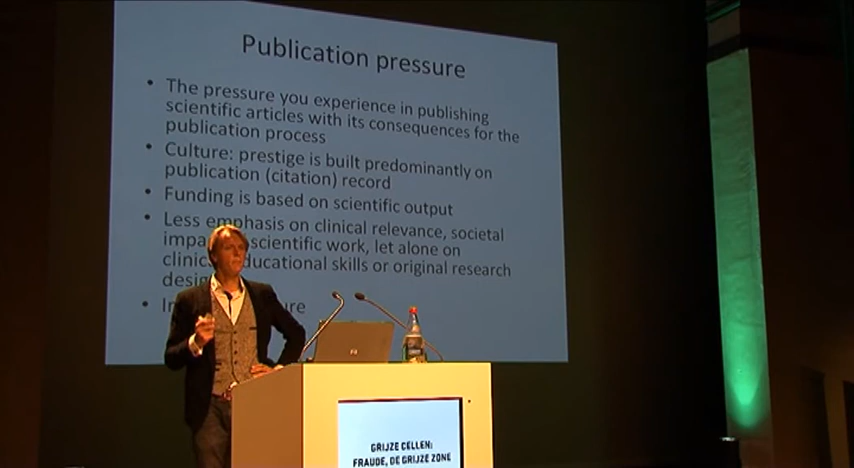 Publication pressure
• The pressure you experience in publishing
scientific articles with its consequences for the
publication process
• Culture: prestige is built predominantly on
publication (citation) record
• Funding is based on scientific output
• Less emphasis on clinical relevance, societal
scientific work, let alone on
educational skills or original research
•
GRIJZE CELLEN:
FRAUDE, DE GRIJZE ZONE